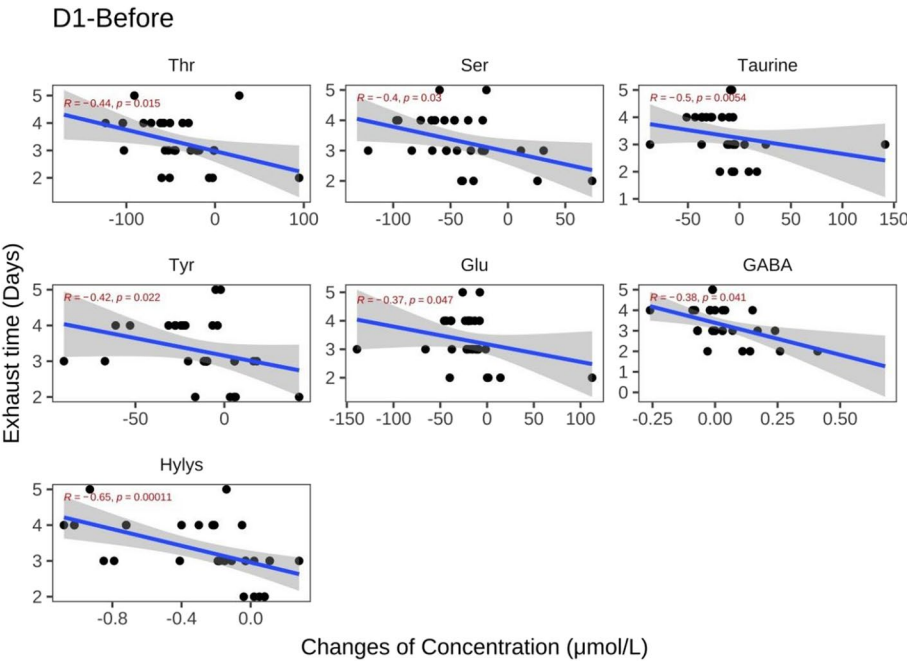 D1-Before
Thr
Ser
Taurine
R = −0.44, p = 0.015
R = −0.4, p = 0.03
R = −0.5, p = 0.0054
5
4
3
2
5
4
3
2
5
4
3
2
1
-100 0 100
-100 -50 0 50
-50 0 50 100 150
Tyr
Glu
GABA
R = −0.42, p = 0.022
R = −0.37, p = 0.047
R = −0.38, p = 0.041
5
4
3
2
5
4
3
2
5
4
3
2
1
0
-50 0
-150 -100 -50 0 50 100
-0.25 0.00 0.25 0.50
Hylys
R = −0.65, p = 0.00011
5
4
3
2
-0.8 -0.4 0.0
Exhaust time (Days)
Changes of Concentration (μmol/L)